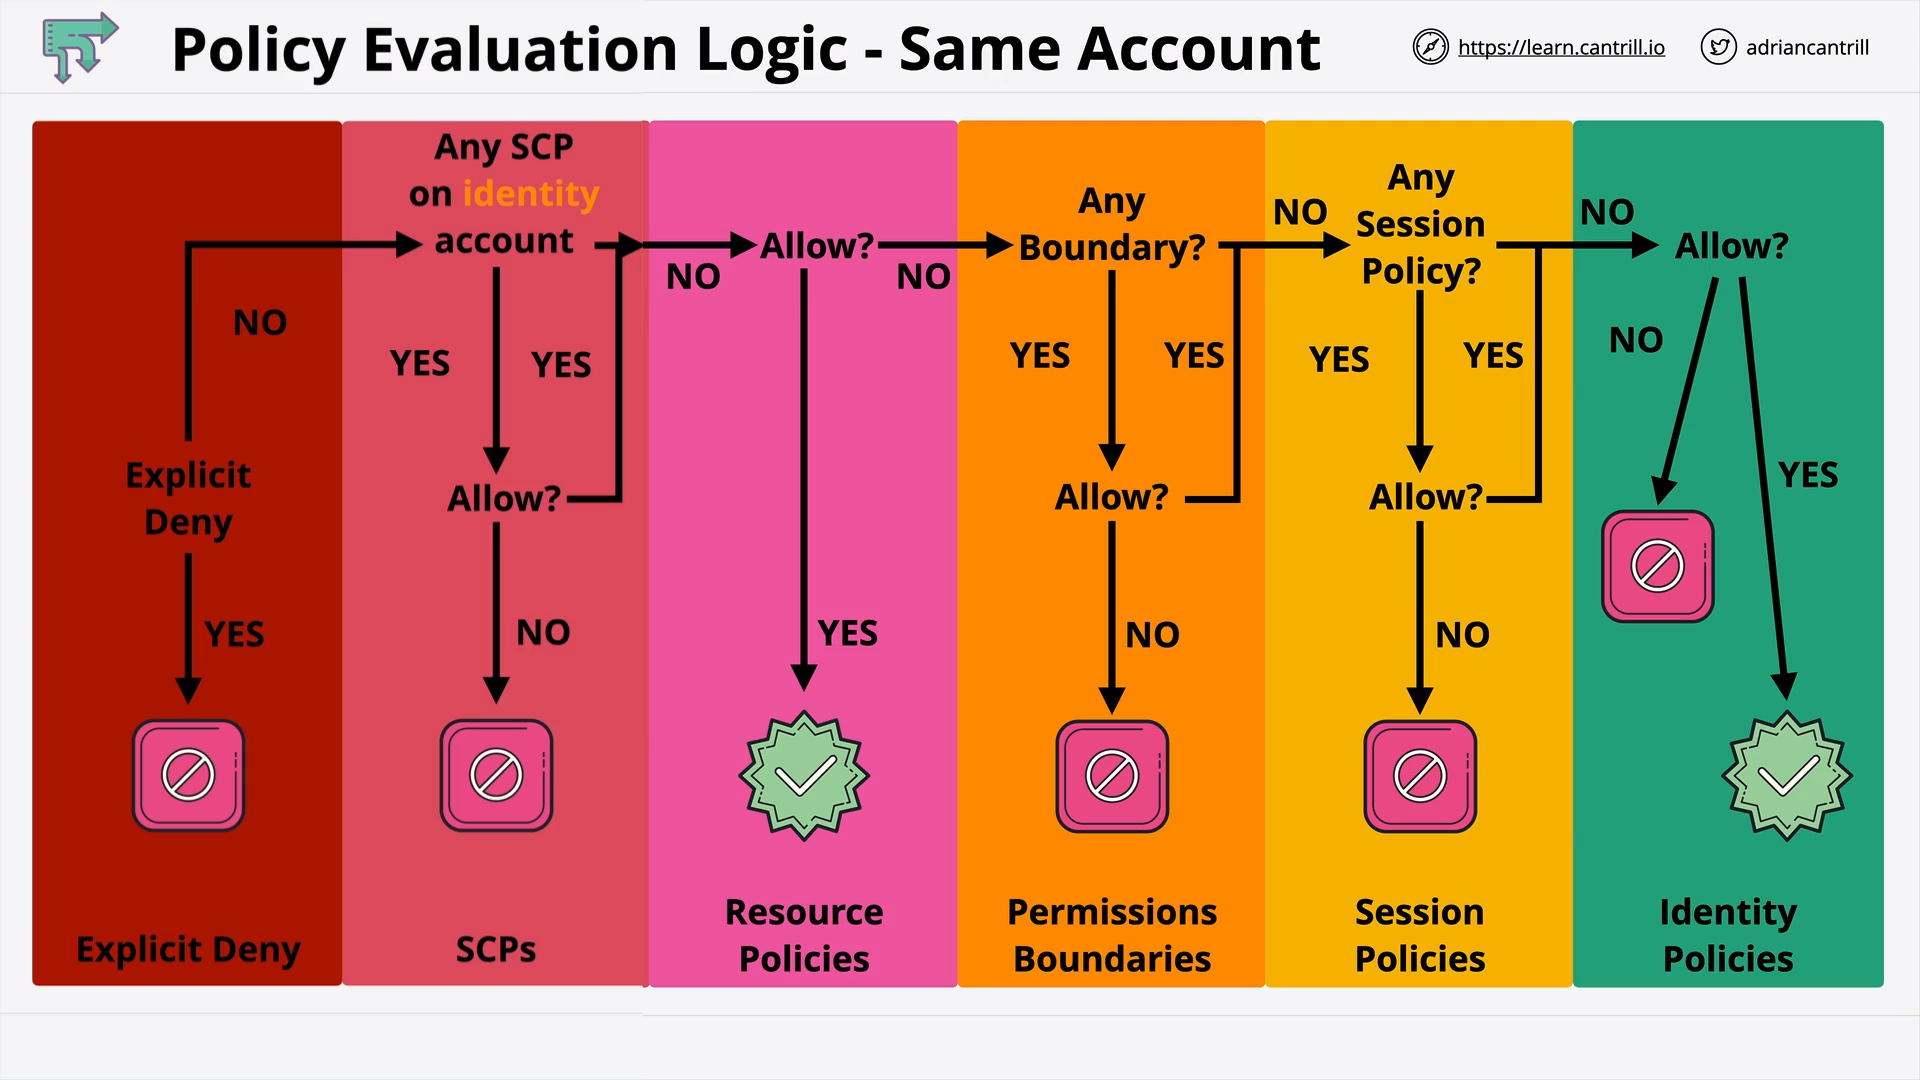 Policy Evaluation Logic - Same Account
https://learn.cantrill.io
adriancantrill
NO
Explicit
Deny
YES
Explicit Deny
Any SCP
on identity
account
YES
YES
Allow?
NO
SCPs
NO
Allow?
NO
YES
Resource
Policies
Any
Boundary?
YES
YES
Allow?
NO
Permissions
Boundaries
NO
Any
Session
Policy?
YES
YES
Allow?
NO
Session
Policies
NO
Allow?
NO
YES
Identity
Policies